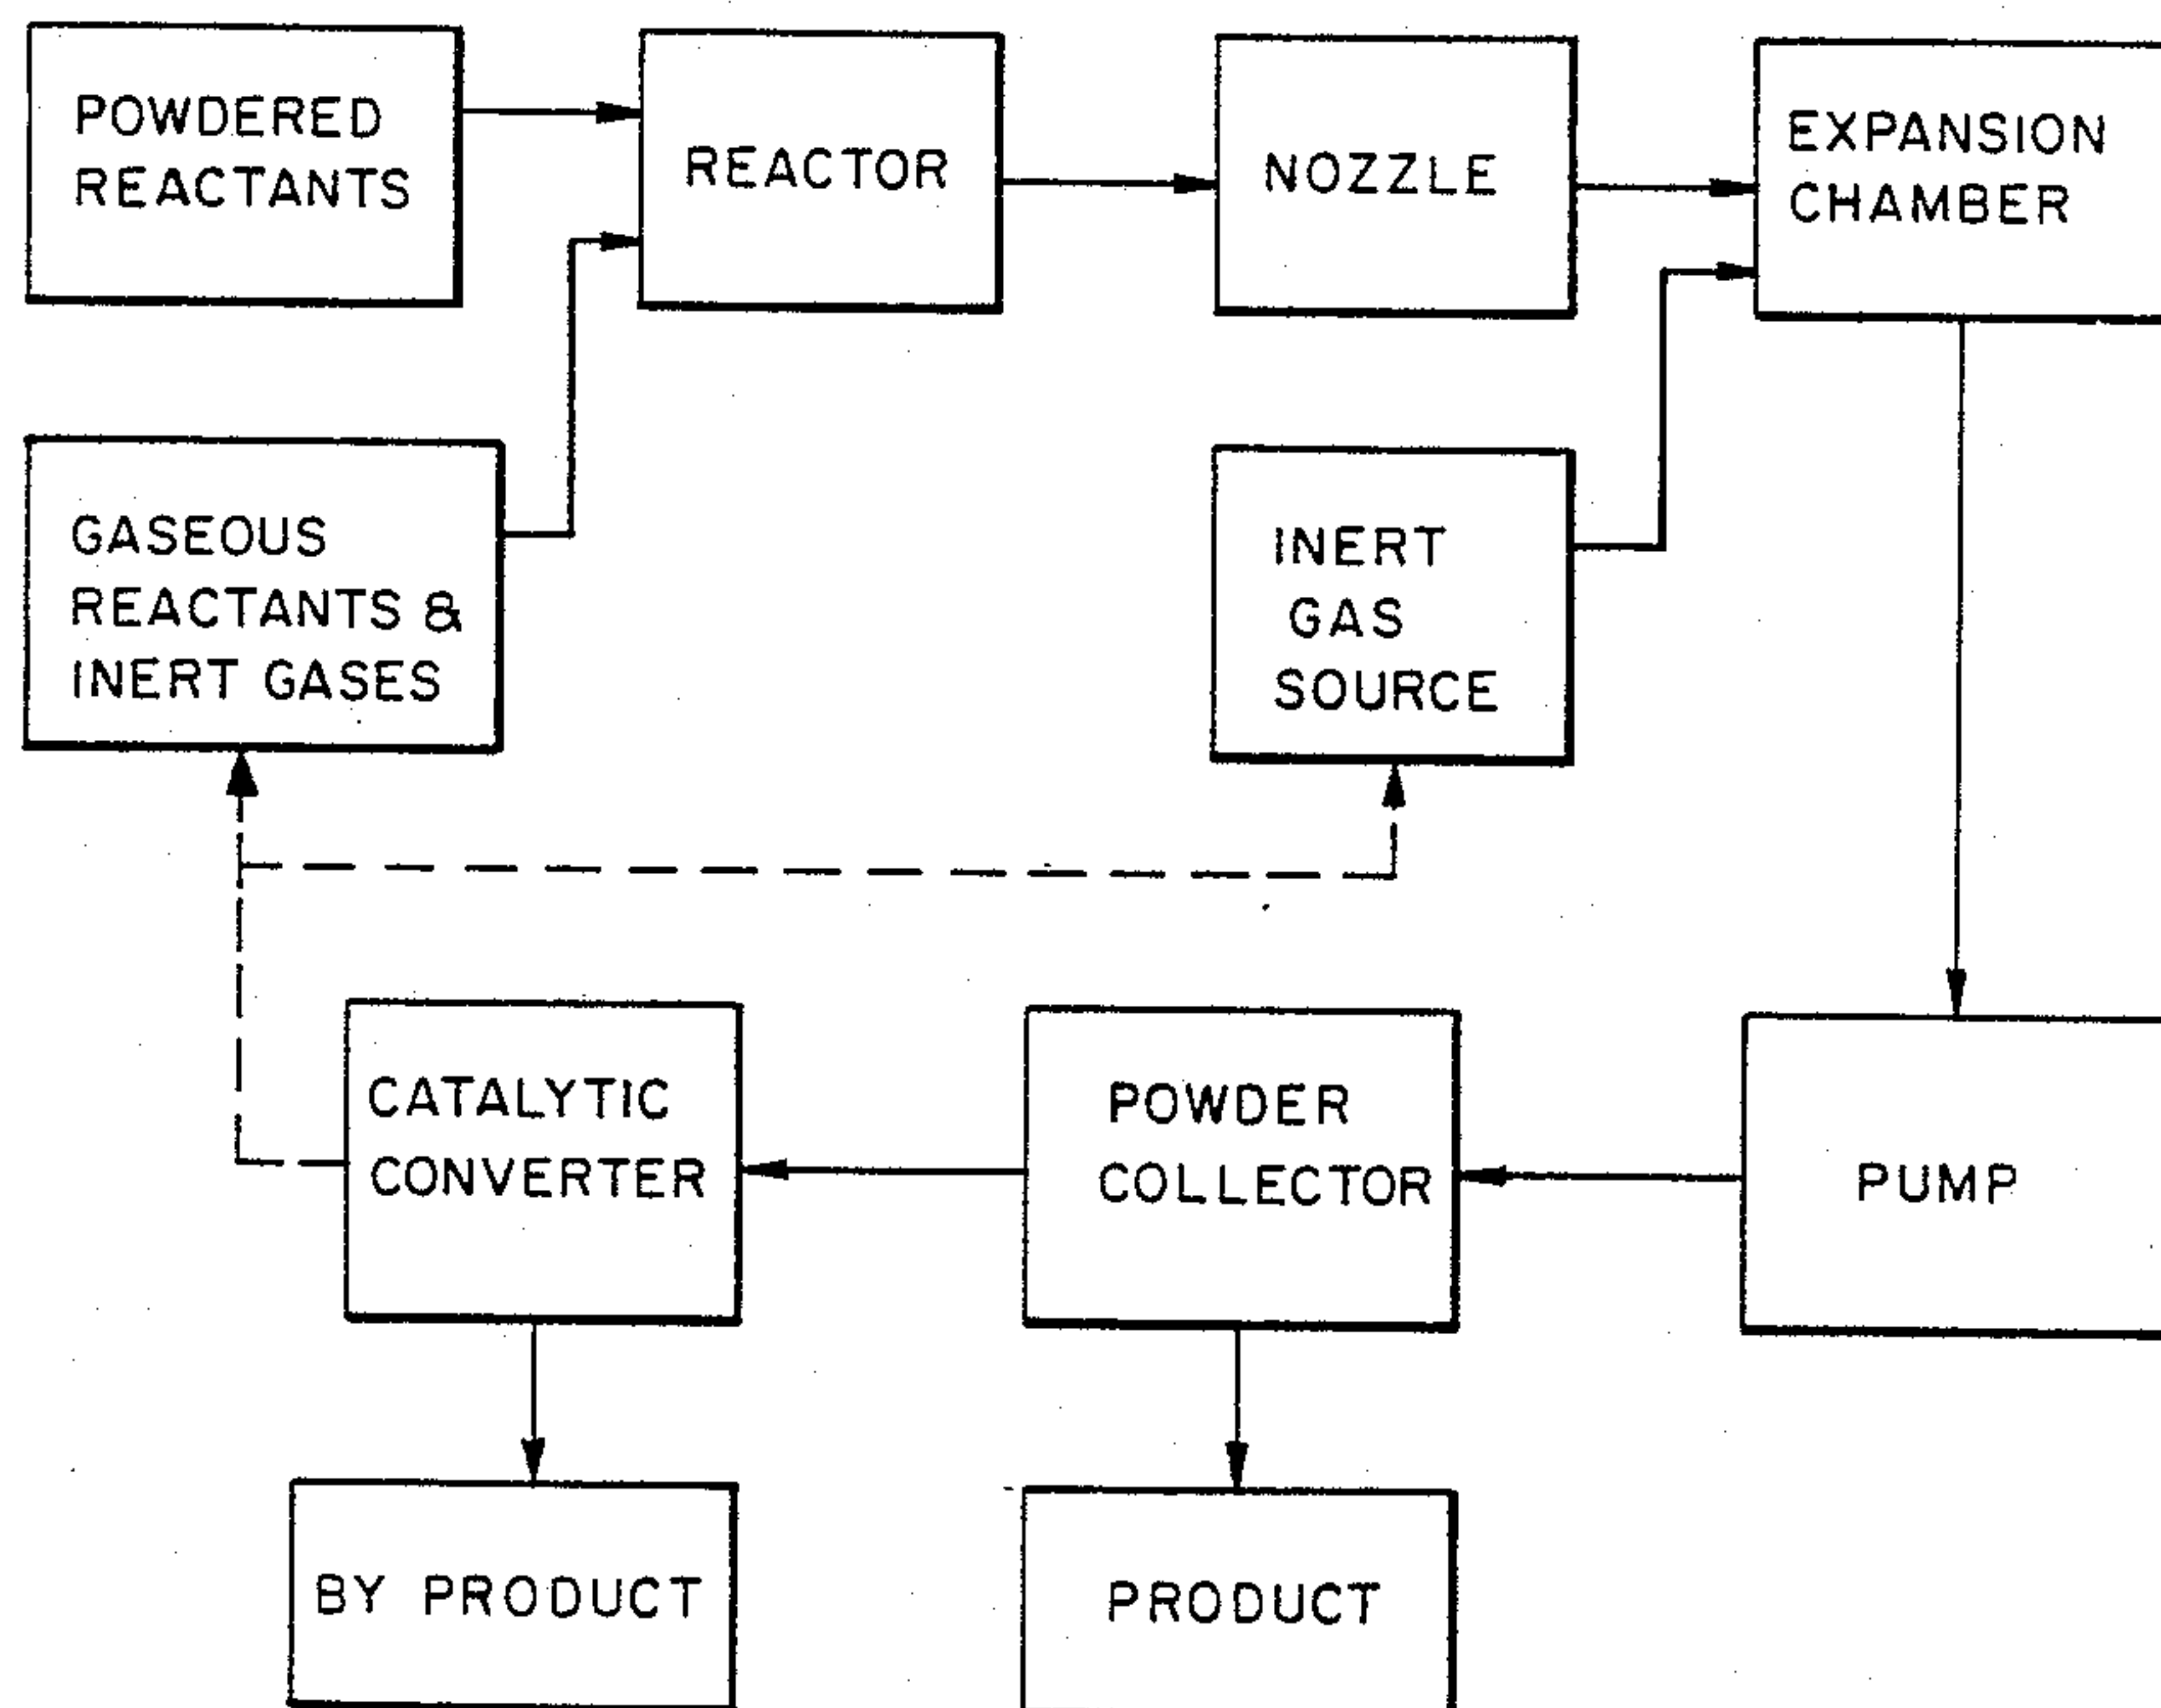 POWDERED
REACTANTS
REACTOR
NOZZLE
EXPANSION
CHAMBER
GASEOUS
REACTANTS &
INERT GASES
INERT
GAS
SOURCE
CATALYTIC
CONVERTER
POWDER
COLLECTOR
PUMP
BY PRODUCT
PRODUCT